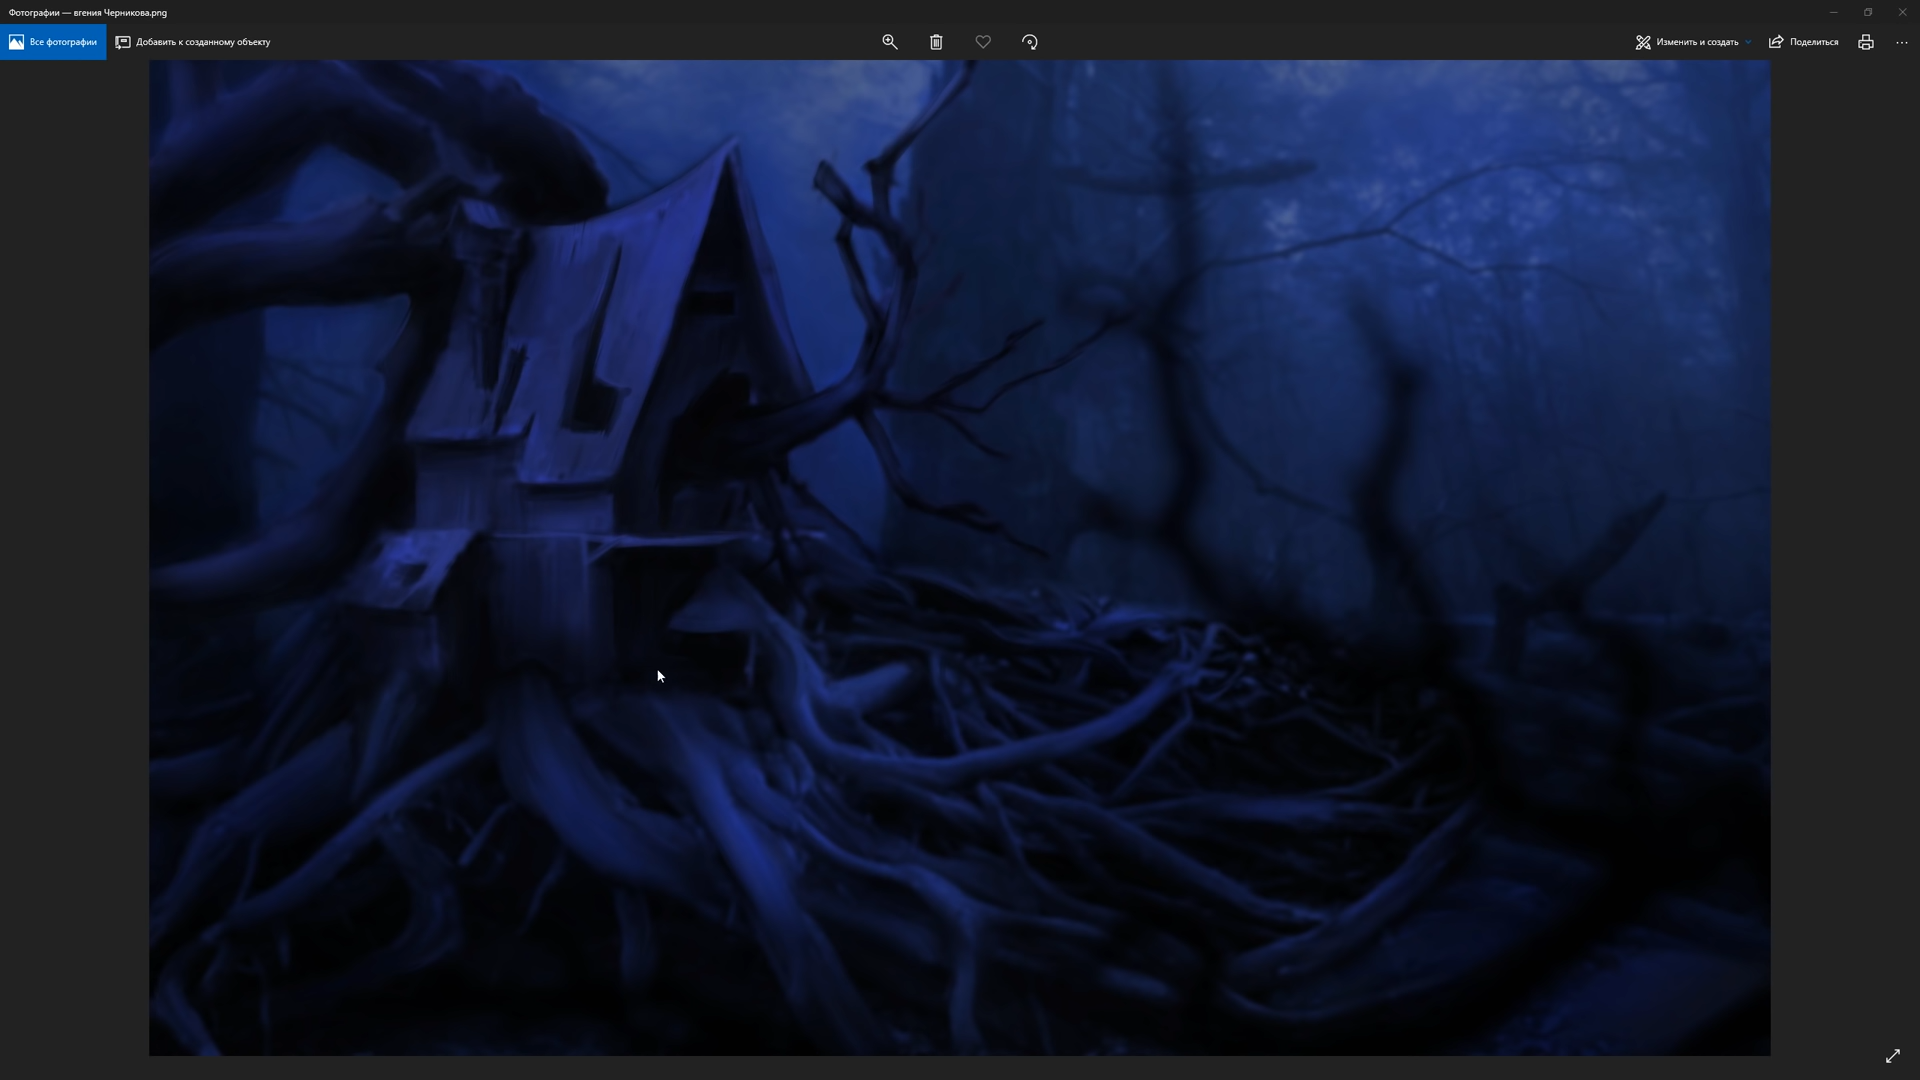 Фотографии — вгения Черникова.png
Все фотографии
Добавить к созданному объекту
Изменить и создать
Поделиться